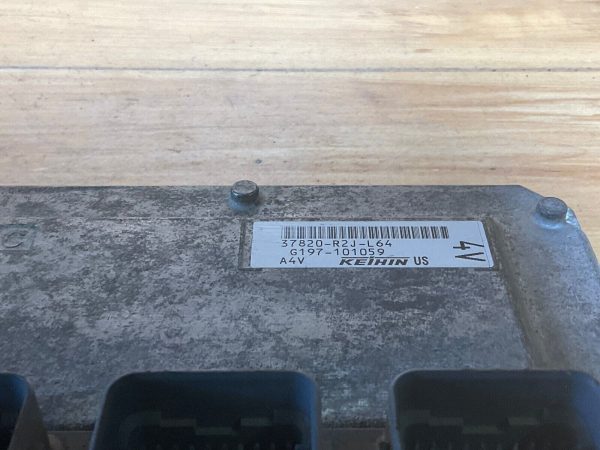 37820-R2J-L64
G197-101059
A4V KEIHIN US
4V